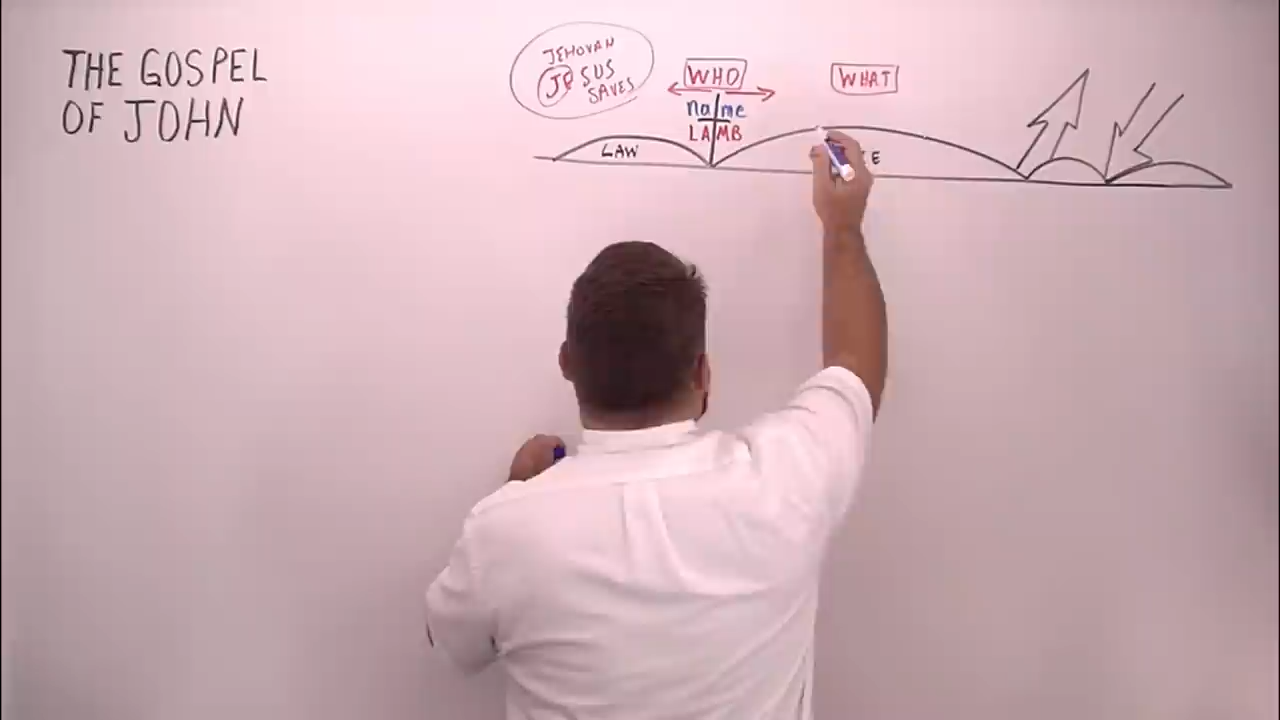 THE GOSPEL
OF JOHN
JEHOVAH
JESUS
SAVES
WHO
WHAT
name
LAMB
LAW